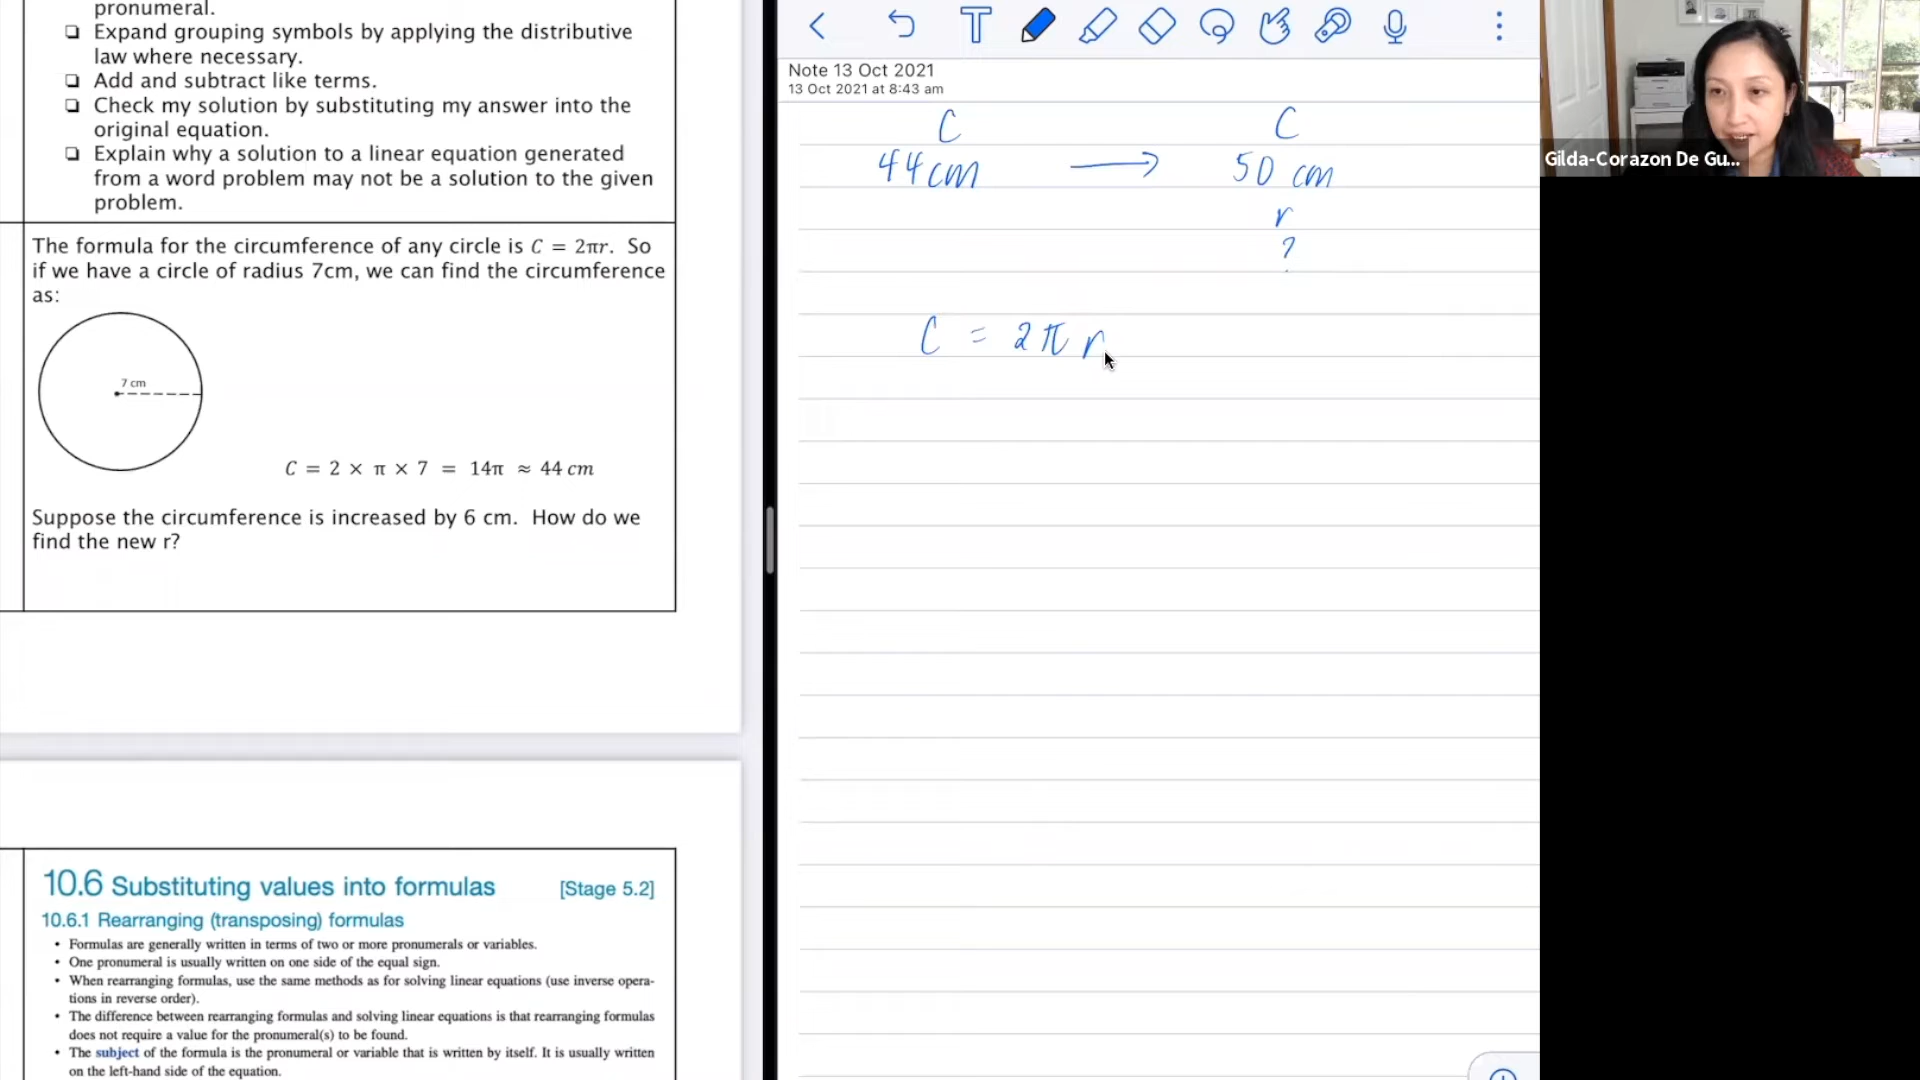 pronumeral.
❏ Expand grouping symbols by applying the distributive
law where necessary.
❏ Add and subtract like terms.
❏ Check my solution by substituting my answer into the
original equation.
❏ Explain why a solution to a linear equation generated
from a word problem may not be a solution to the given
problem.
The formula for the circumference of any circle is C = 2πr. So
if we have a circle of radius 7cm, we can find the circumference
as:
7 cm
C = 2 × π × 7 = 14π ≈ 44 cm
Suppose the circumference is increased by 6 cm. How do we
find the new r?
10.6 Substituting values into formulas [Stage 5.2]
10.6.1 Rearranging (transposing) formulas
• Formulas are generally written in terms of two or more pronumerals or variables.
• One pronumeral is usually written on one side of the equal sign.
• When rearranging formulas, use the same methods as for solving linear equations (use inverse opera-
tions in reverse order).
• The difference between rearranging formulas and solving linear equations is that rearranging formulas
does not require a value for the pronumeral(s) to be found.
• The subject of the formula is the pronumeral or variable that is written by itself. It is usually written
on the left-hand side of the equation.
T
Note 13 Oct 2021
13 Oct 2021 at 8:43 am
C C
44cm → 50 cm
r
?
C = 2π r
Gilda-Corazon De Gu...